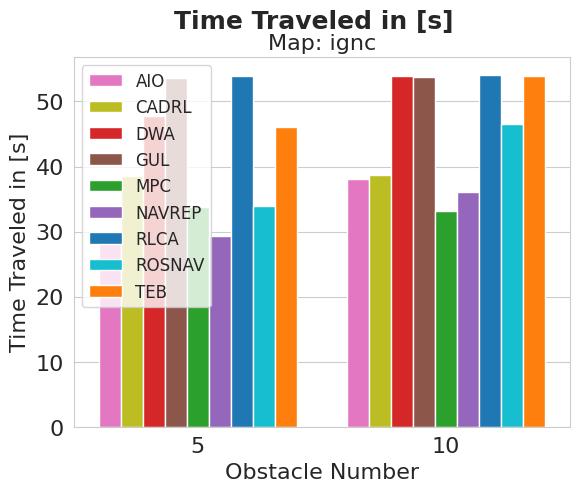 Time Traveled in [s]
Map: ignc
Time Traveled in [s]
50
40
30
20
10
0
AIO
CADRL
DWA
GUL
MPC
NAVREP
RLCA
ROSNAV
TEB
5
10
Obstacle Number